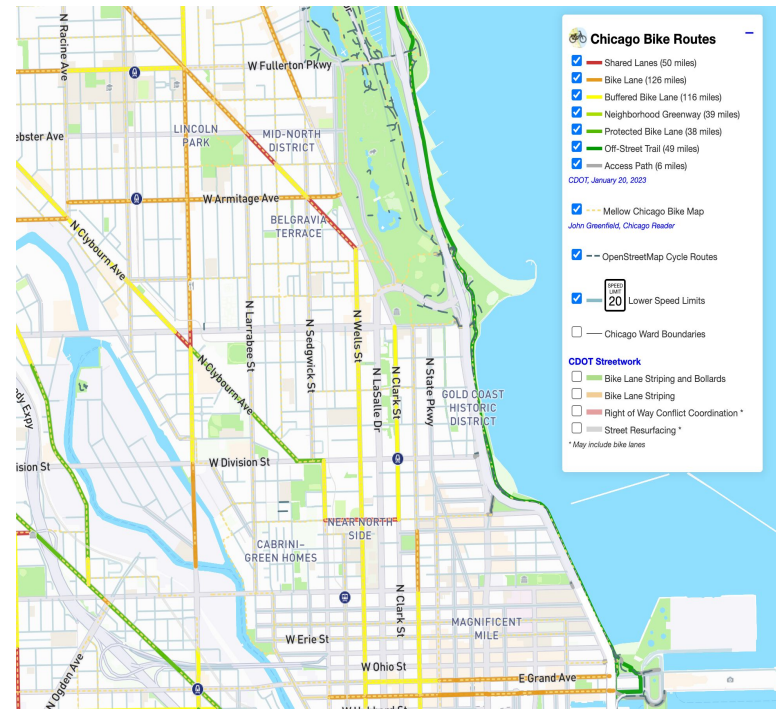 Chicago Bike Routes
Shared Lanes (50 miles)
Bike Lane (126 miles)
Buffered Bike Lane (116 miles)
Neighborhood Greenway (39 miles)
Protected Bike Lane (38 miles)
Off-Street Trail (49 miles)
Access Path (6 miles)
CDOT, January 20, 2023
Mellow Chicago Bike Map
John Greenfield, Chicago Reader
OpenStreetMap Cycle Routes
SPEED
LIMIT
20
Lower Speed Limits
Chicago Ward Boundaries
CDOT Streetwork
Bike Lane Striping and Bollards
Bike Lane Striping
Right of Way Conflict Coordination *
Street Resurfacing *
* May include bike lanes
N Racine Ave
W Fullerton Pkwy
ebster Ave
LINCOLN
PARK
MID-NORTH
DISTRICT
W Armitage Ave
BELGRAVIA
TERRACE
N Clybourn Ave
N Larrabee St
N Sedgwick St
N Wells St
N LaSalle Dr
N Clark St
N State Pkwy
N Clybourn Ave
GOLD COAST
HISTORIC
DISTRICT
dy Expy
ision St
W Division St
NEAR NORTH
SIDE
CABRINI–
GREEN HOMES
N Clark St
MAGNIFICENT
MILE
W Erie St
W Ohio St
E Grand Ave
N Ogden Ave